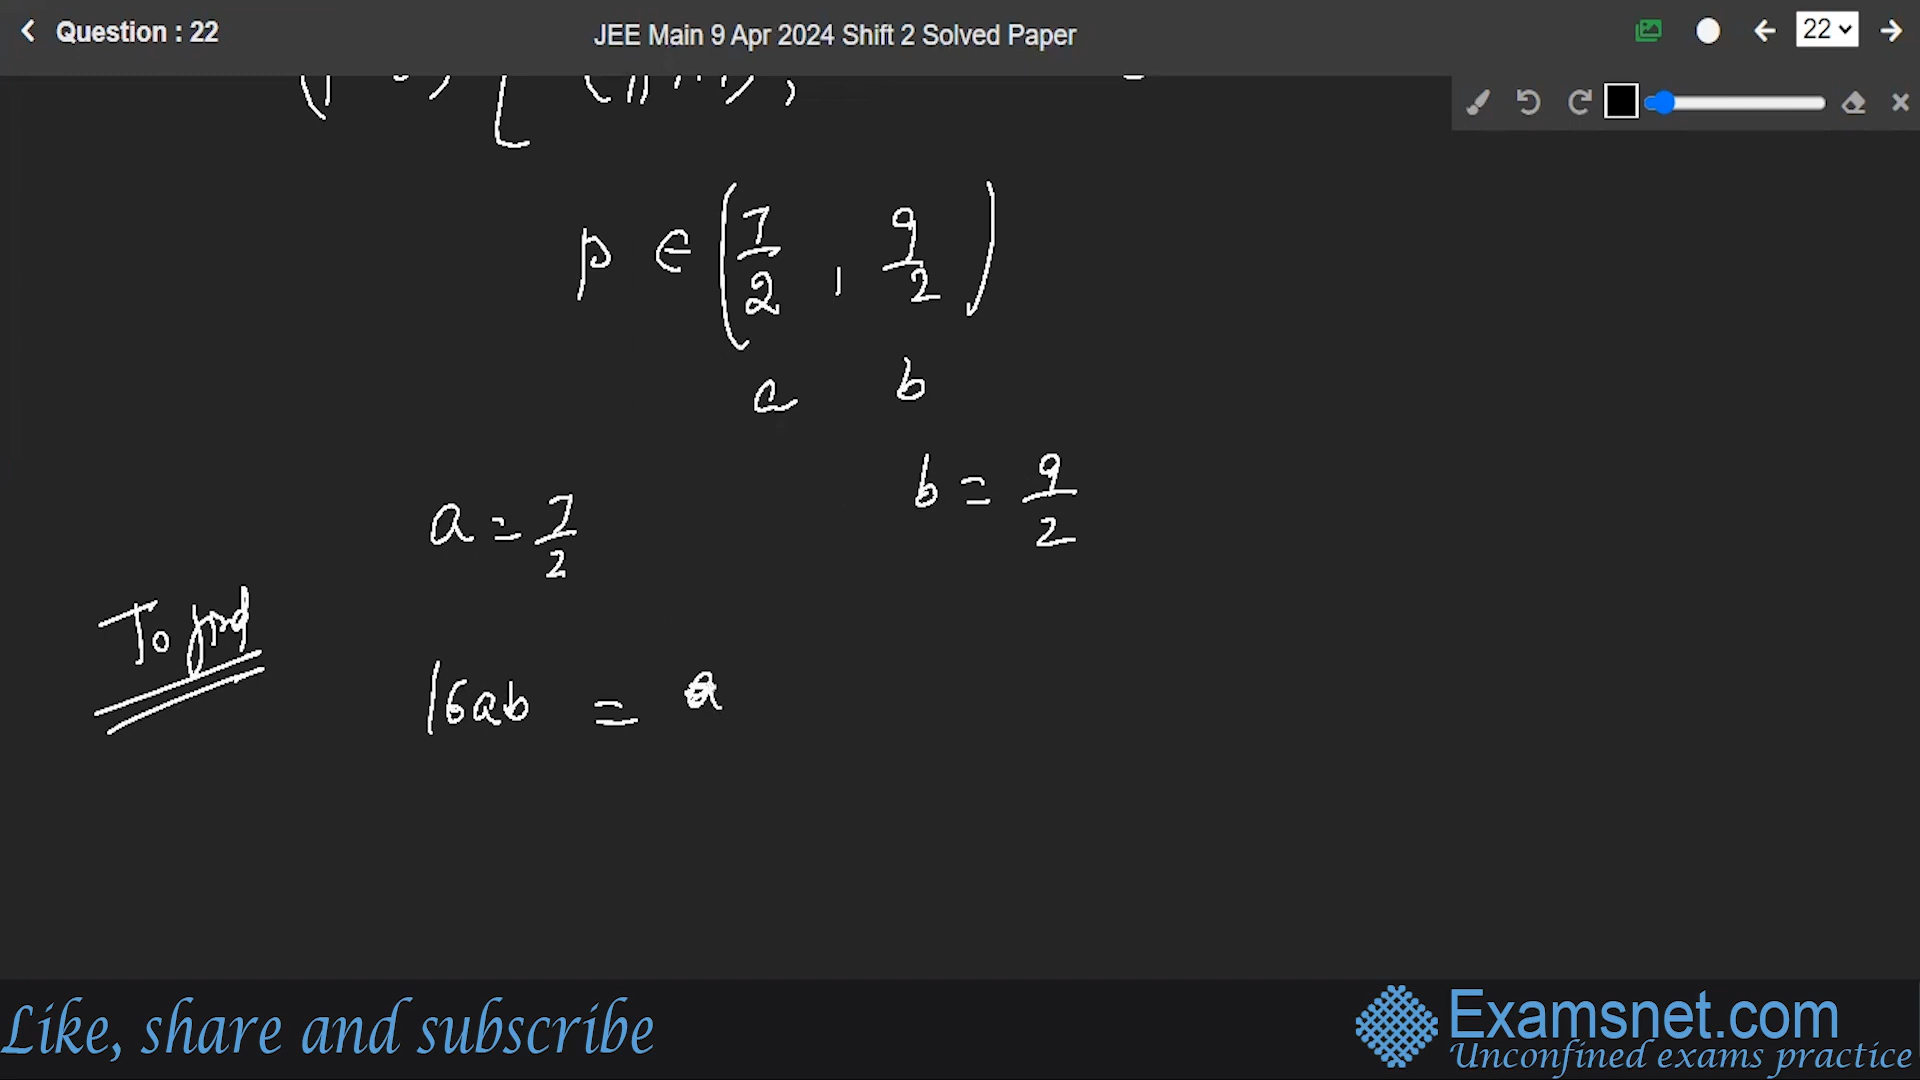 Question : 22
JEE Main 9 Apr 2024 Shift 2 Solved Paper
22
p ∈ (7/2 , 9/2)
a b
b = 9/2
a = 7/2
To find
16ab =
Like, share and subscribe
Examsnet.com
Unconfined exams practice